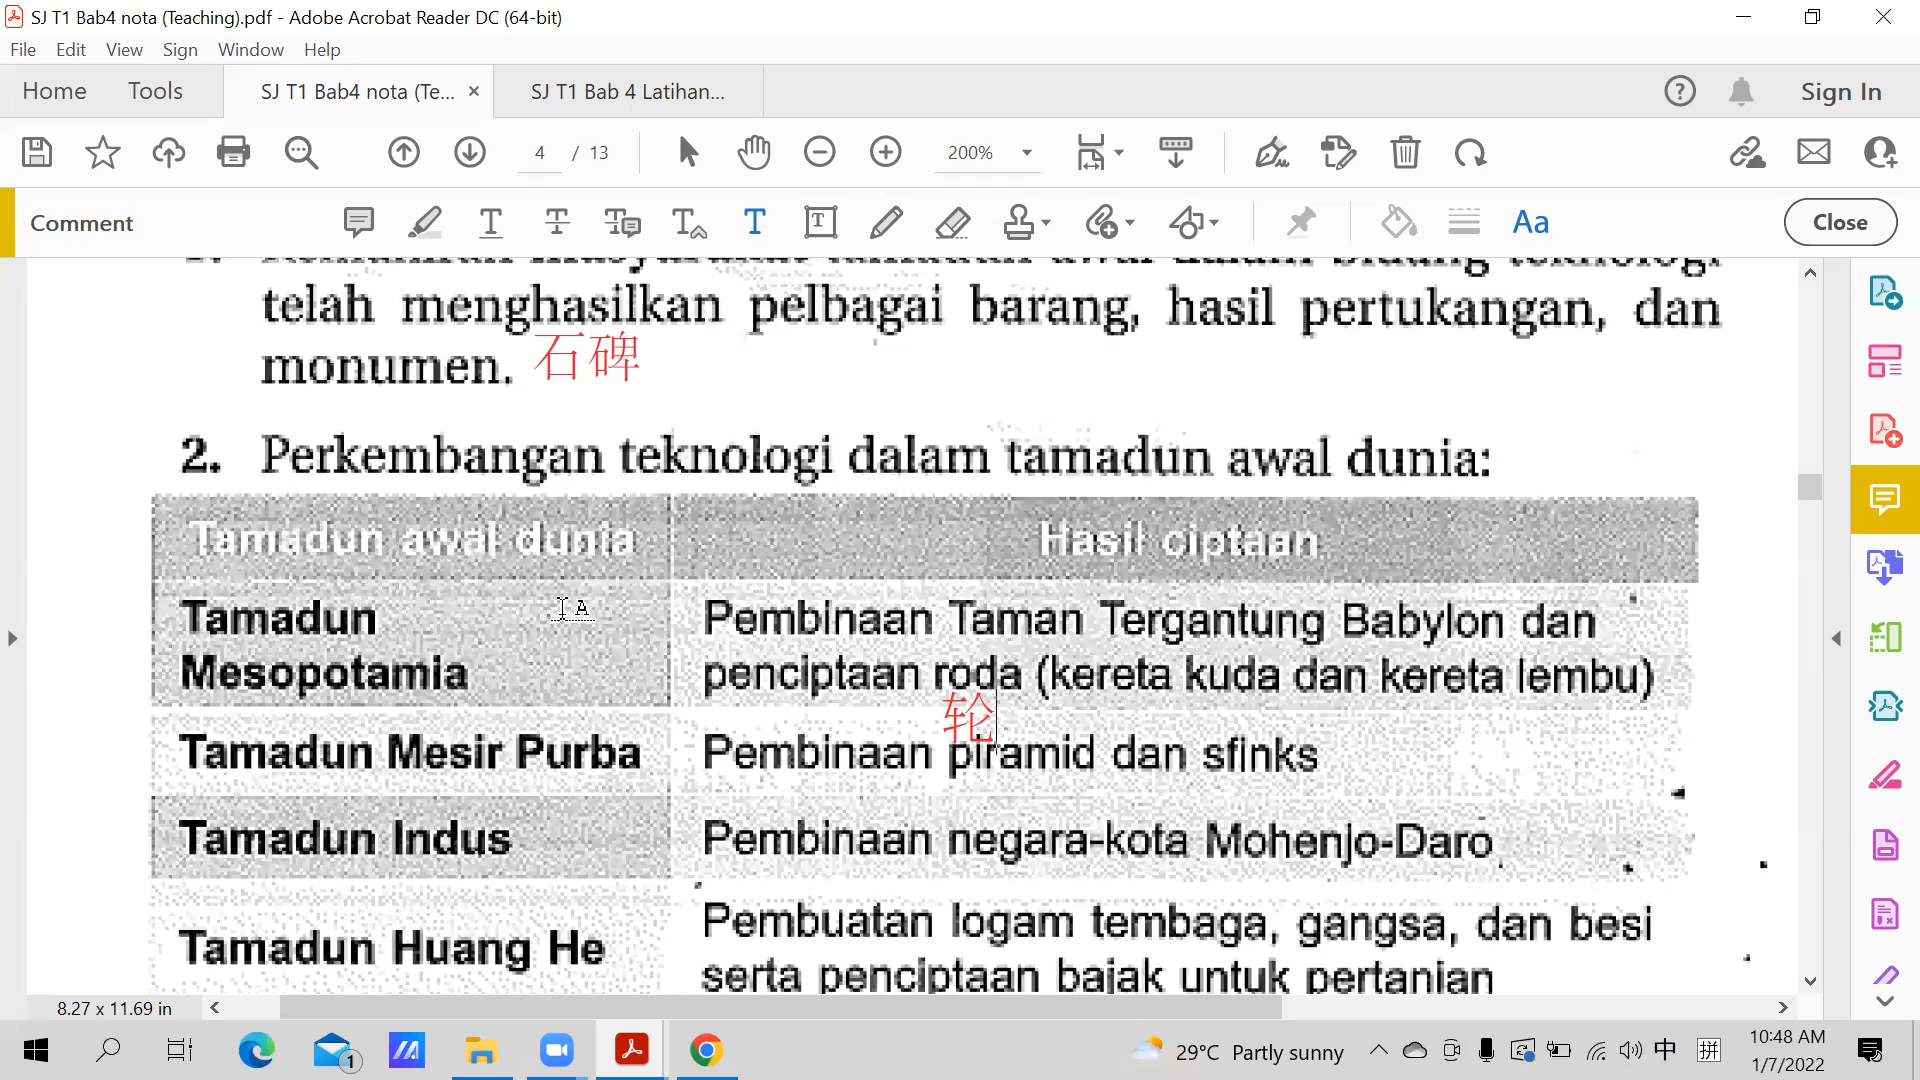 SJ T1 Bab4 nota (Teaching).pdf - Adobe Acrobat Reader DC (64-bit)
File Edit View Sign Window Help
Home Tools SJ T1 Bab4 nota (Te... SJ T1 Bab 4 Latihan... Sign In
4 / 13 200%
Comment Close
telah menghasilkan pelbagai barang, hasil pertukangan, dan
monumen. 石碑
2. Perkembangan teknologi dalam tamadun awal dunia:
Tamadun awal dunia Hasil ciptaan
Tamadun Mesopotamia
Pembinaan Taman Tergantung Babylon dan
penciptaan roda (kereta kuda dan kereta lembu)
轮
Tamadun Mesir Purba Pembinaan piramid dan sfinks
Tamadun Indus Pembinaan negara-kota Mohenjo-Daro
Tamadun Huang He
Pembuatan logam tembaga, gangsa, dan besi
serta penciptaan bajak untuk pertanian
8.27 x 11.69 in
1
29°C Partly sunny 中 拼 10:48 AM
1/7/2022